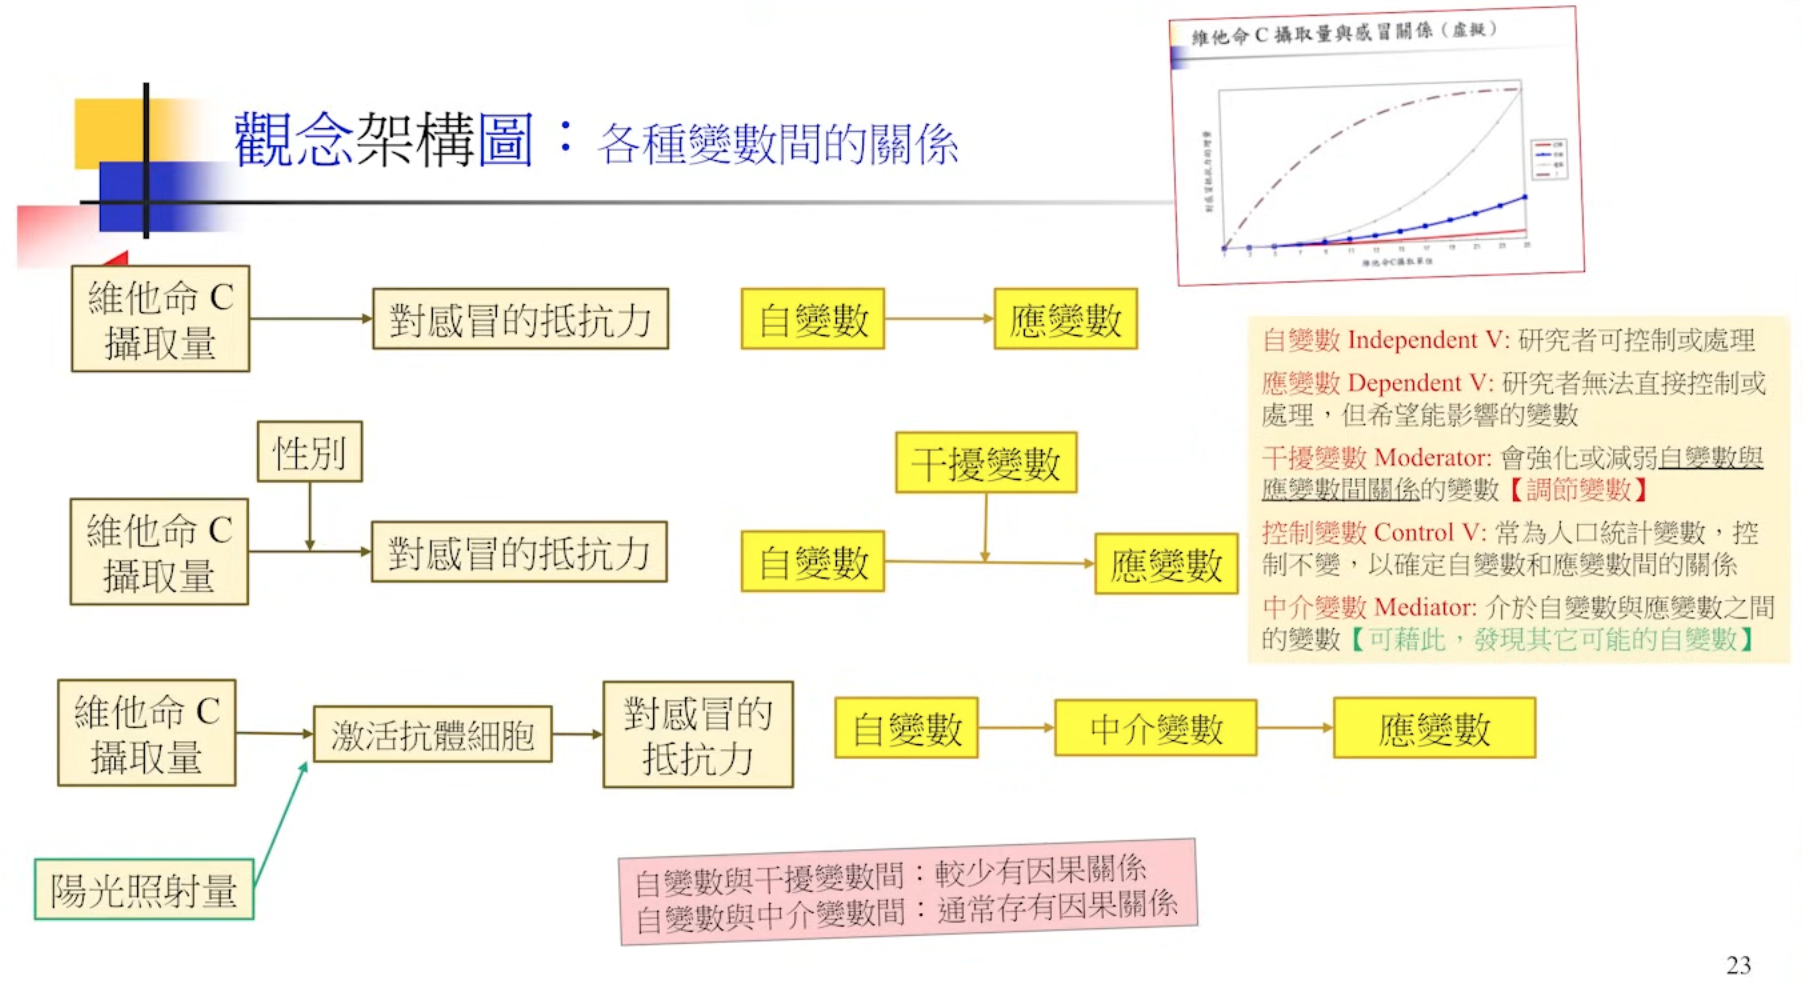 維他命 C 攝取量與感冒關係 (虛擬)
維他命C攝取單位
觀念架構圖：各種變數間的關係
維他命 C
攝取量
對感冒的抵抗力
自變數
應變數
性別
維他命 C
攝取量
對感冒的抵抗力
干擾變數
自變數
應變數
自變數 Independent V: 研究者可控制或處理
應變數 Dependent V: 研究者無法直接控制或
處理，但希望能影響的變數
干擾變數 Moderator: 會強化或減弱自變數與
應變數間關係的變數【調節變數】
控制變數 Control V: 常為人口統計變數，控
制不變，以確定自變數和應變數間的關係
中介變數 Mediator: 介於自變數與應變數之間
的變數【可藉此，發現其它可能的自變數】
維他命 C
攝取量
激活抗體細胞
對感冒的
抵抗力
自變數
中介變數
應變數
陽光照射量
自變數與干擾變數間：較少有因果關係
自變數與中介變數間：通常存有因果關係
23